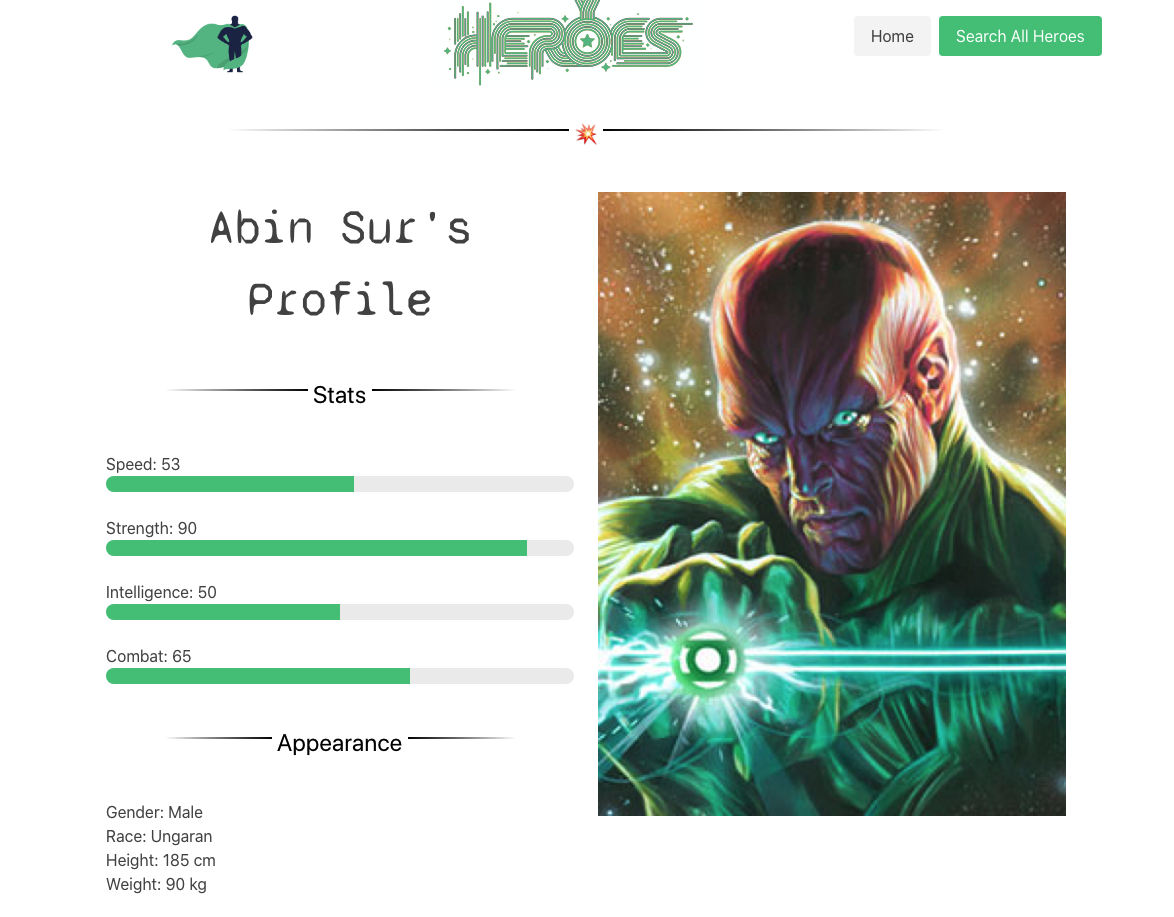 HEROES
Home
Search All Heroes
Abin Sur's
Profile
Stats
Speed: 53
Strength: 90
Intelligence: 50
Combat: 65
Appearance
Gender: Male
Race: Ungaran
Height: 185 cm
Weight: 90 kg